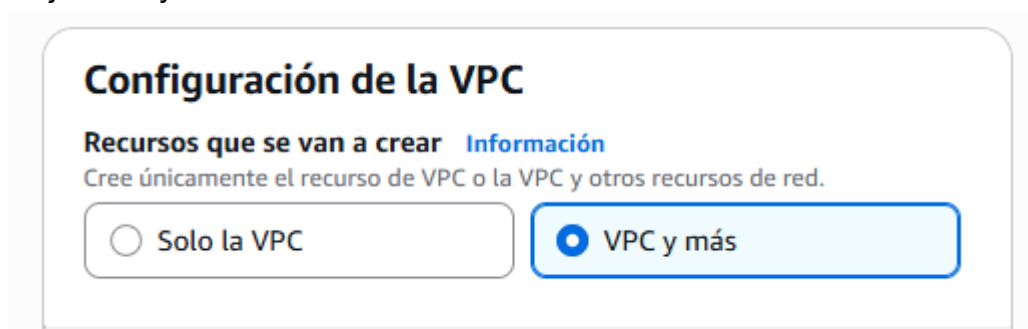 Configuración de la VPC
Recursos que se van a crear Información
Cree únicamente el recurso de VPC o la VPC y otros recursos de red.
Solo la VPC
VPC y más